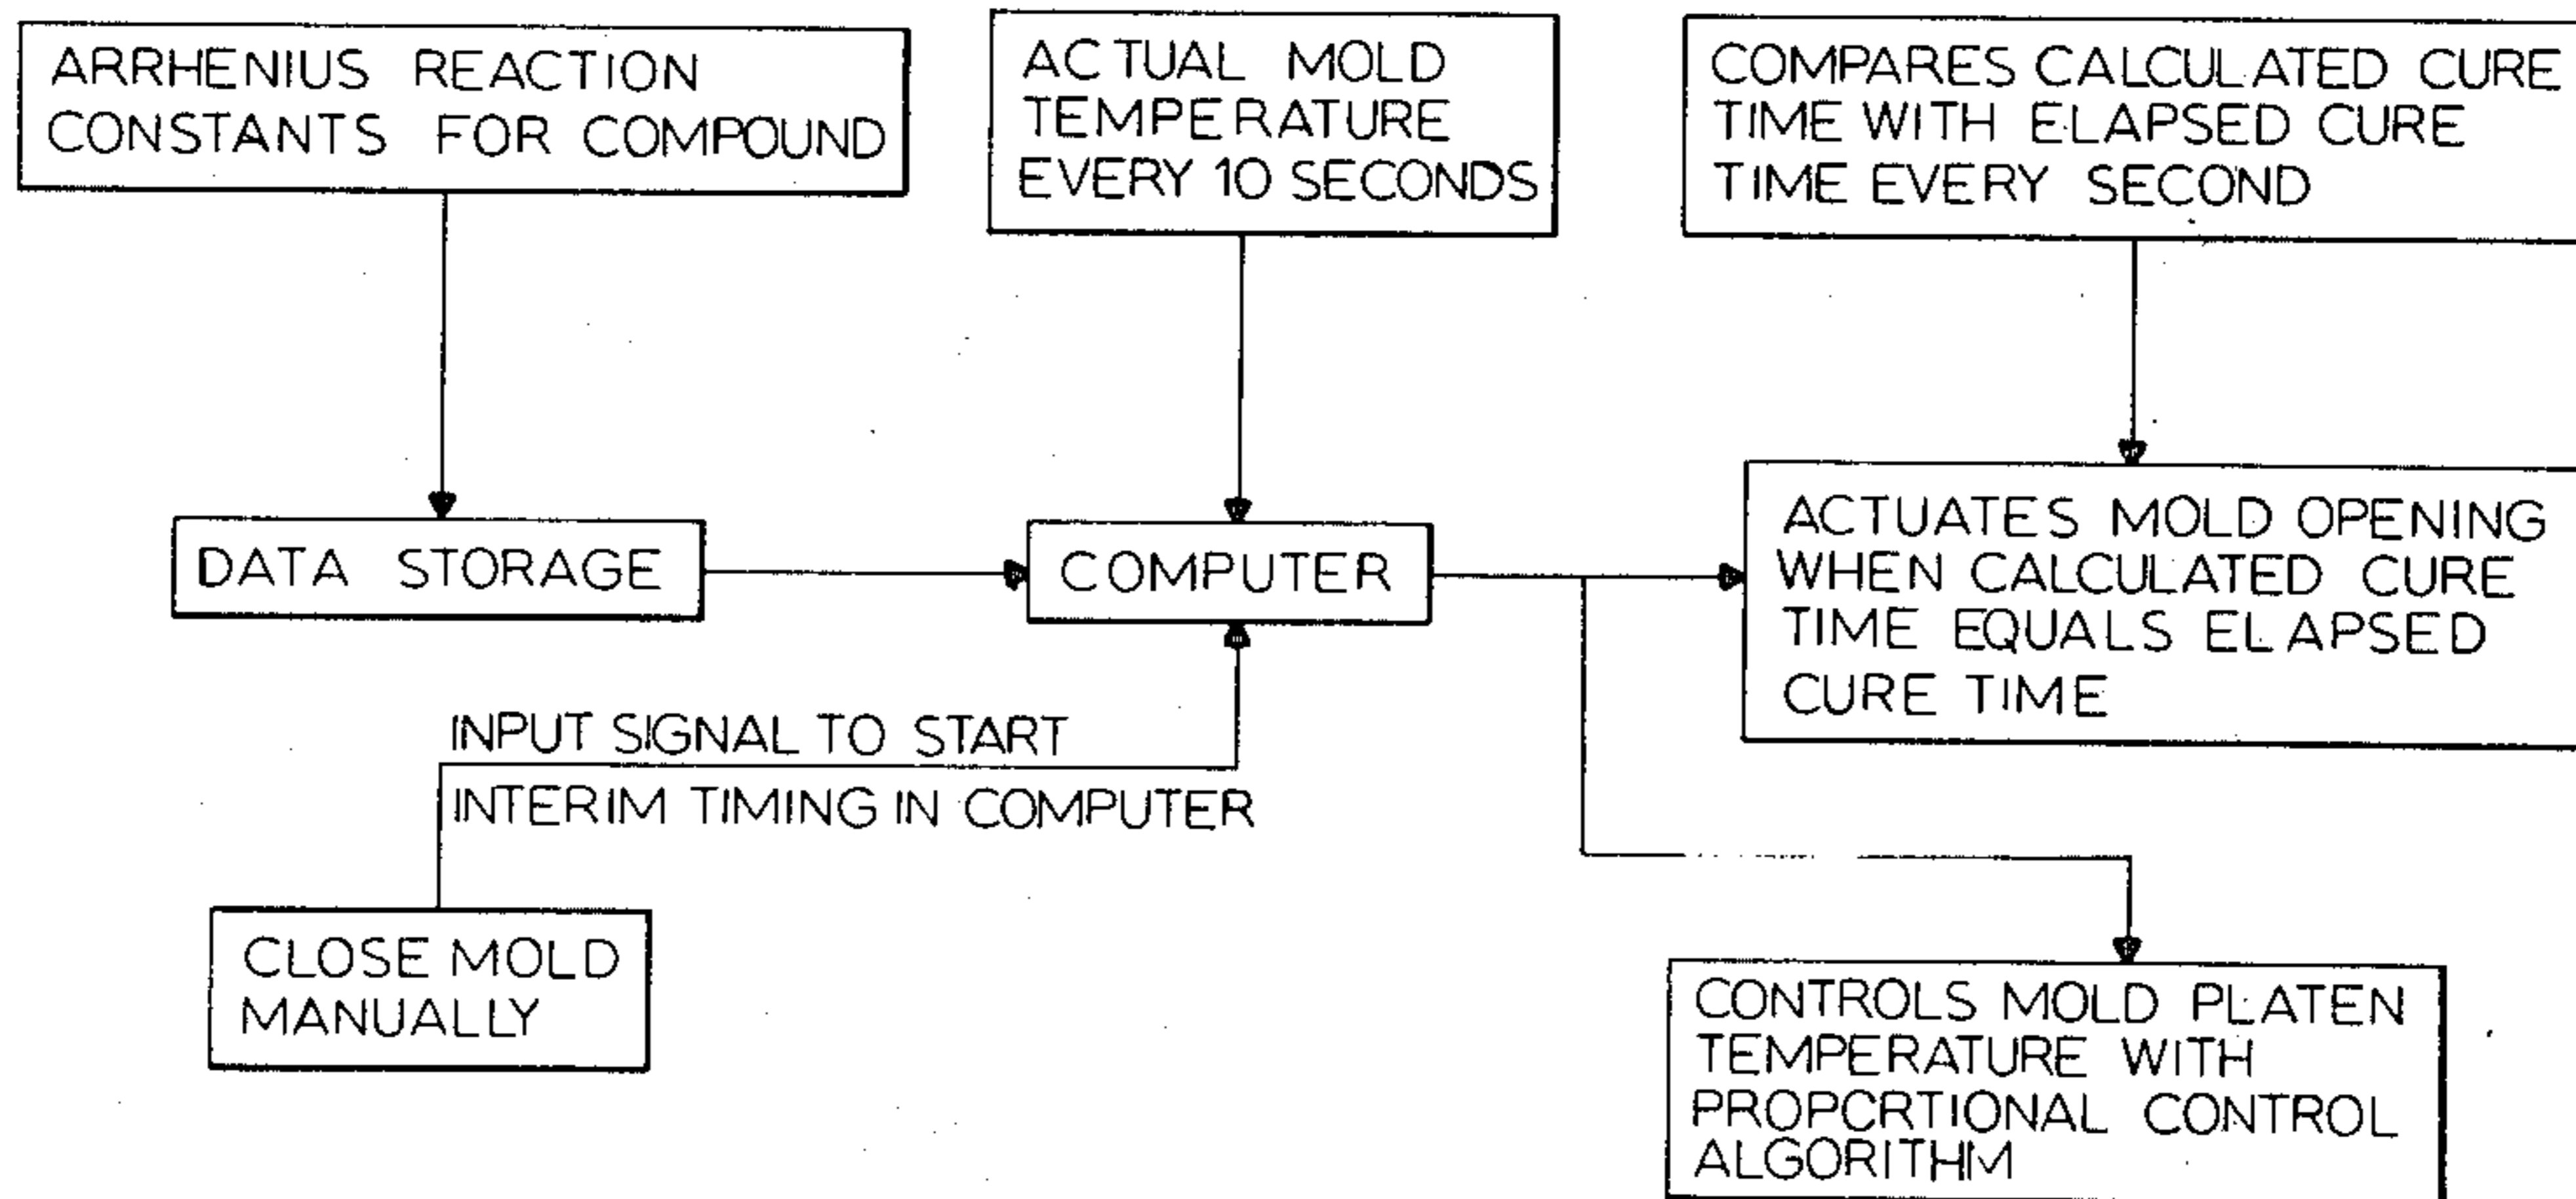 ARRHENIUS REACTION
CONSTANTS FOR COMPOUND
ACTUAL MOLD
TEMPERATURE
EVERY 10 SECONDS
COMPARES CALCULATED CURE
TIME WITH ELAPSED CURE
TIME EVERY SECOND
DATA STORAGE
COMPUTER
ACTUATES MOLD OPENING
WHEN CALCULATED CURE
TIME EQUALS ELAPSED
CURE TIME
INPUT SIGNAL TO START
INTERIM TIMING IN COMPUTER
CLOSE MOLD
MANUALLY
CONTROLS MOLD PLATEN
TEMPERATURE WITH
PROPORTIONAL CONTROL
ALGORITHM